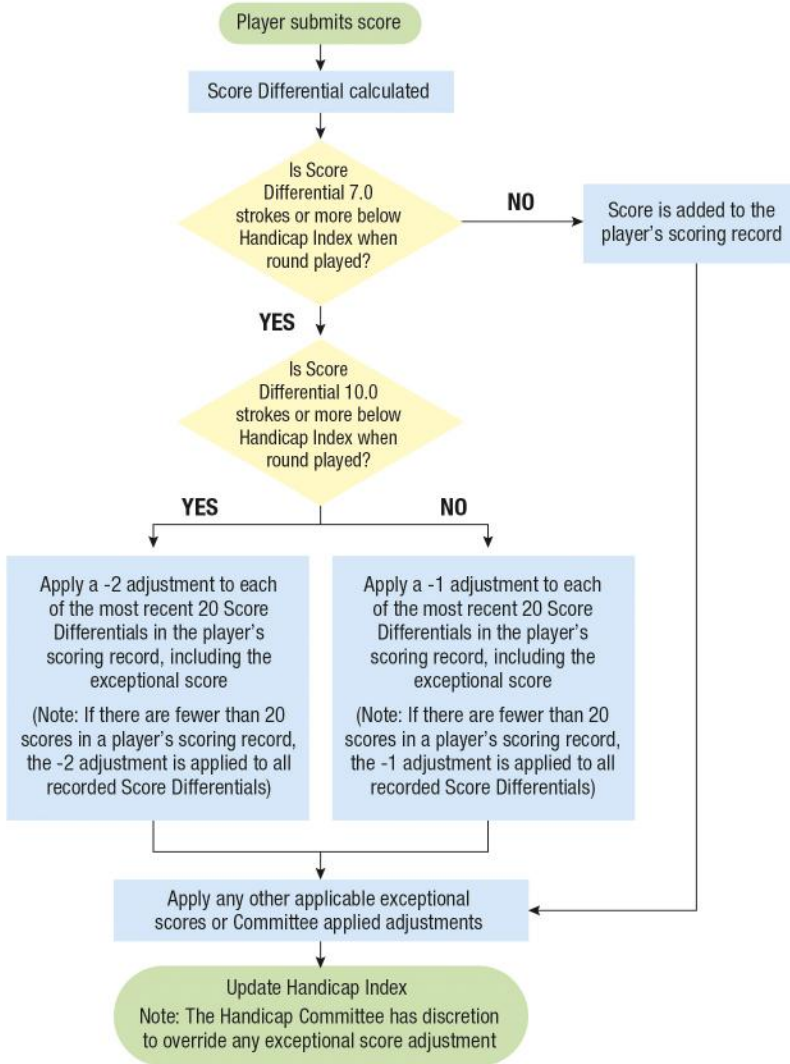 Player submits score
Score Differential calculated
Is Score
Differential 7.0
strokes or more below
Handicap Index when
round played?
NO
Score is added to the
player's scoring record
YES
Is Score
Differential 10.0
strokes or more below
Handicap Index when
round played?
YES
NO
Apply a -2 adjustment to each
of the most recent 20 Score
Differentials in the player's
scoring record, including the
exceptional score
(Note: If there are fewer than 20
scores in a player's scoring record,
the -2 adjustment is applied to all
recorded Score Differentials)
Apply a -1 adjustment to each
of the most recent 20 Score
Differentials in the player's
scoring record, including the
exceptional score
(Note: If there are fewer than 20
scores in a player's scoring record,
the -1 adjustment is applied to all
recorded Score Differentials)
Apply any other applicable exceptional
scores or Committee applied adjustments
Update Handicap Index
Note: The Handicap Committee has discretion
to override any exceptional score adjustment